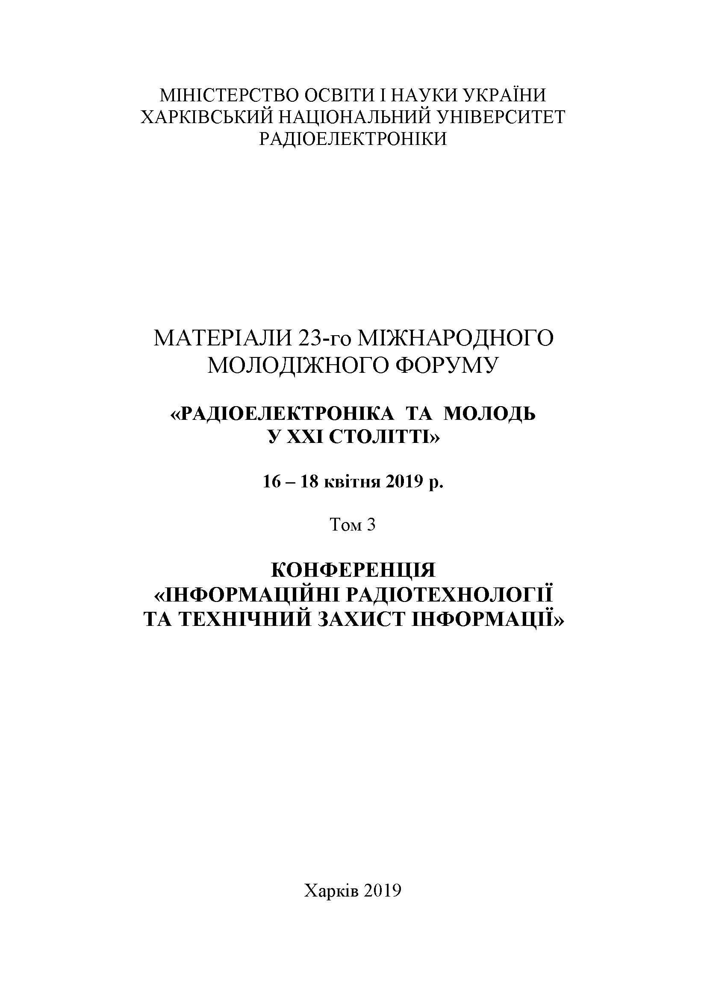 МІНІСТЕРСТВО ОСВІТИ І НАУКИ УКРАЇНИ
ХАРКІВСЬКИЙ НАЦІОНАЛЬНИЙ УНІВЕРСИТЕТ
РАДІОЕЛЕКТРОНІКИ
МАТЕРІАЛИ 23-го МІЖНАРОДНОГО
МОЛОДІЖНОГО ФОРУМУ
«РАДІОЕЛЕКТРОНІКА ТА МОЛОДЬ
У ХХІ СТОЛІТТІ»
16 – 18 квітня 2019 р.
Том 3
КОНФЕРЕНЦІЯ
«ІНФОРМАЦІЙНІ РАДІОТЕХНОЛОГІЇ
ТА ТЕХНІЧНИЙ ЗАХИСТ ІНФОРМАЦІЇ»
Харків 2019